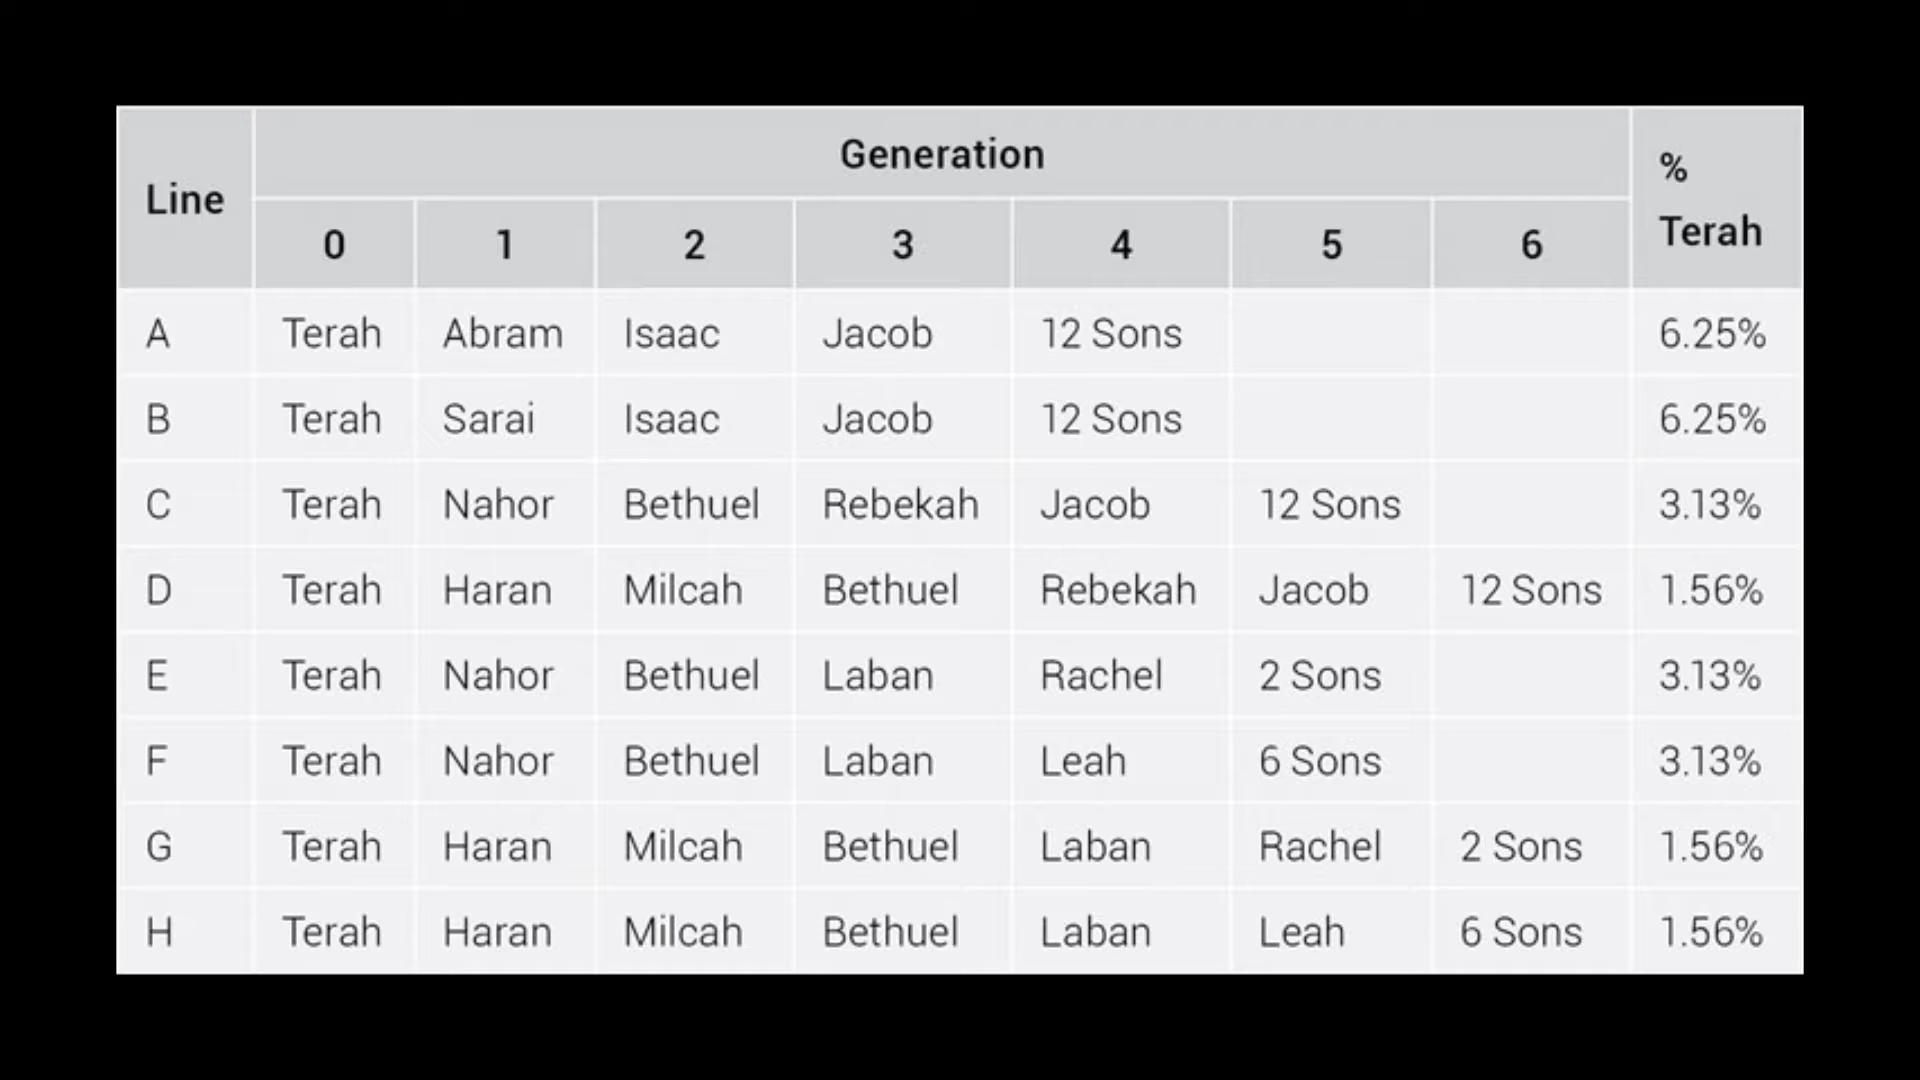 Line Generation % Terah
0 1 2 3 4 5 6
A Terah Abram Isaac Jacob 12 Sons 6.25%
B Terah Sarai Isaac Jacob 12 Sons 6.25%
C Terah Nahor Bethuel Rebekah Jacob 12 Sons 3.13%
D Terah Haran Milcah Bethuel Rebekah Jacob 12 Sons 1.56%
E Terah Nahor Bethuel Laban Rachel 2 Sons 3.13%
F Terah Nahor Bethuel Laban Leah 6 Sons 3.13%
G Terah Haran Milcah Bethuel Laban Rachel 2 Sons 1.56%
H Terah Haran Milcah Bethuel Laban Leah 6 Sons 1.56%